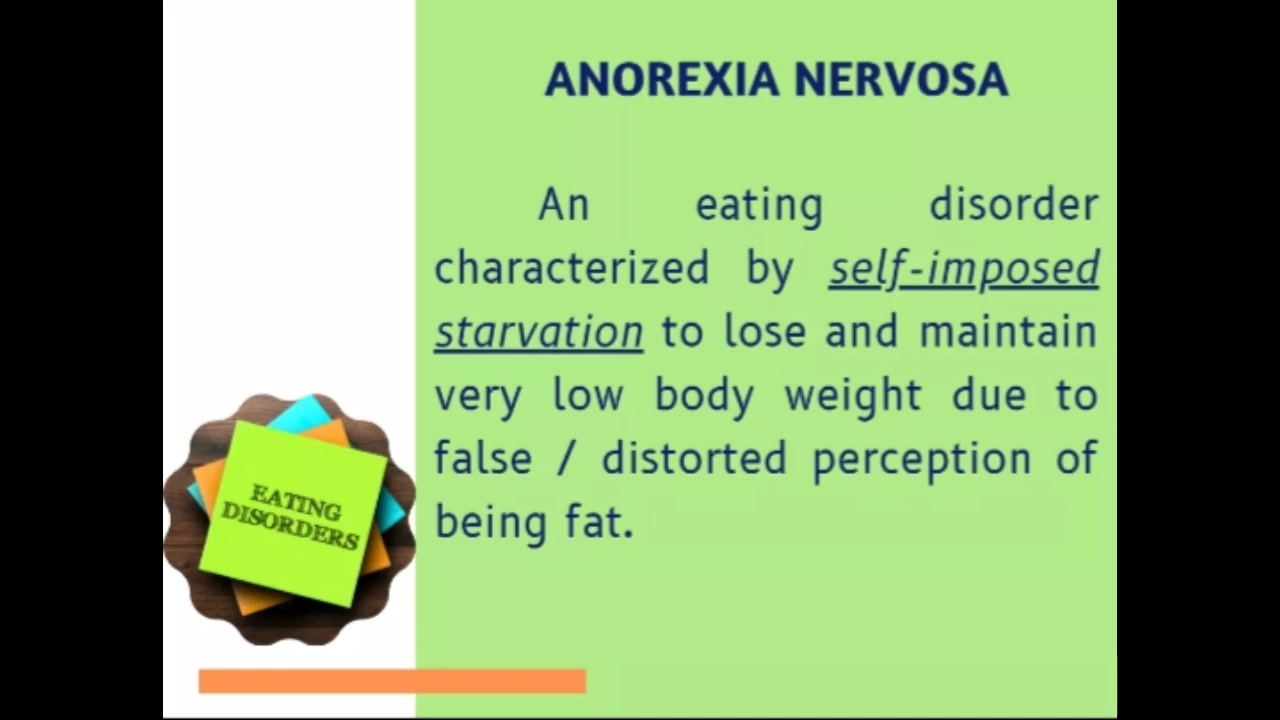 ANOREXIA NERVOSA
An eating disorder
characterized by self-imposed
starvation to lose and maintain
very low body weight due to
false / distorted perception of
being fat.
EATING
DISORDERS